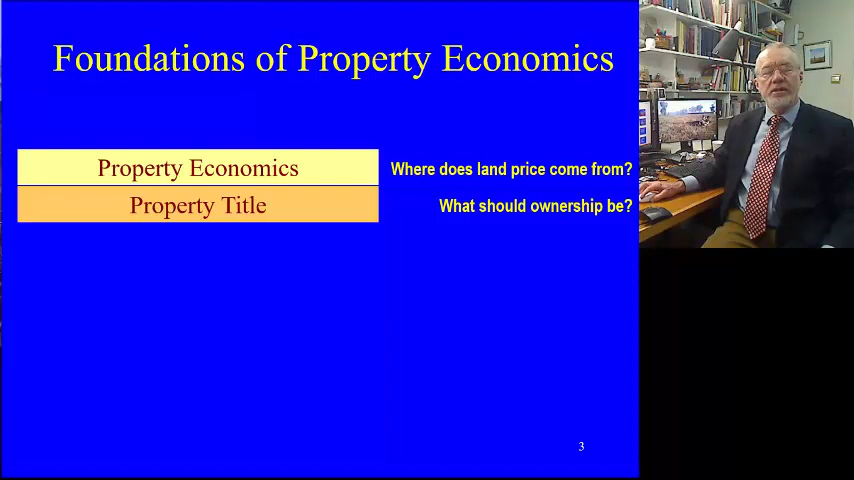 Foundations of Property Economics
Property Economics
Where does land price come from?
Property Title
What should ownership be?
3